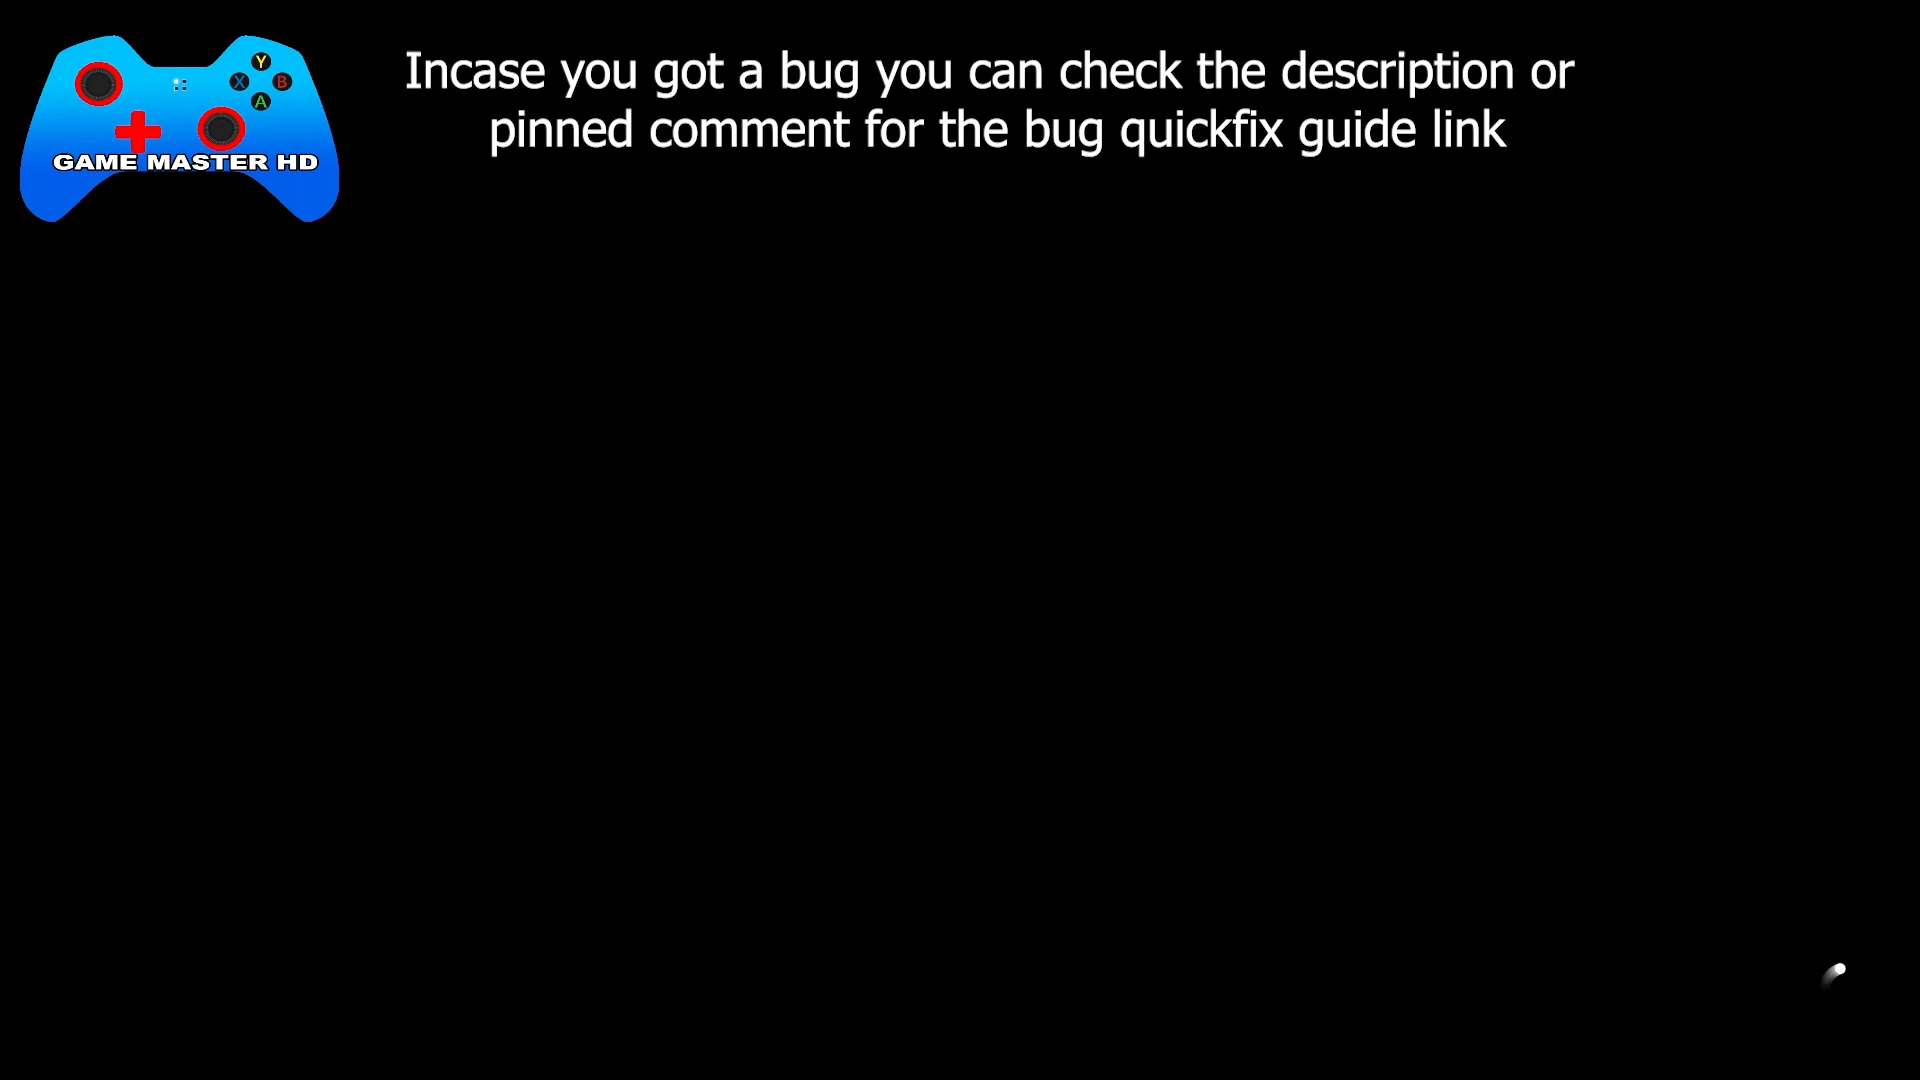 Incase you got a bug you can check the description or
pinned comment for the bug quickfix guide link
Y
X B
A
GAME MASTER HD